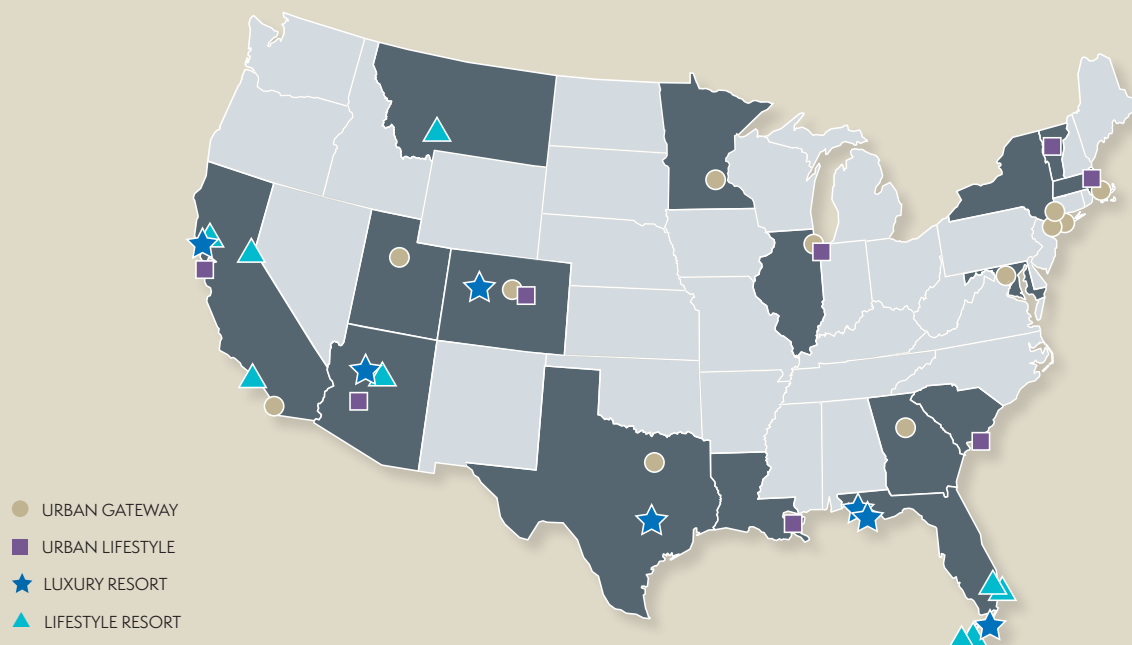 URBAN GATEWAY
URBAN LIFESTYLE
LUXURY RESORT
LIFESTYLE RESORT